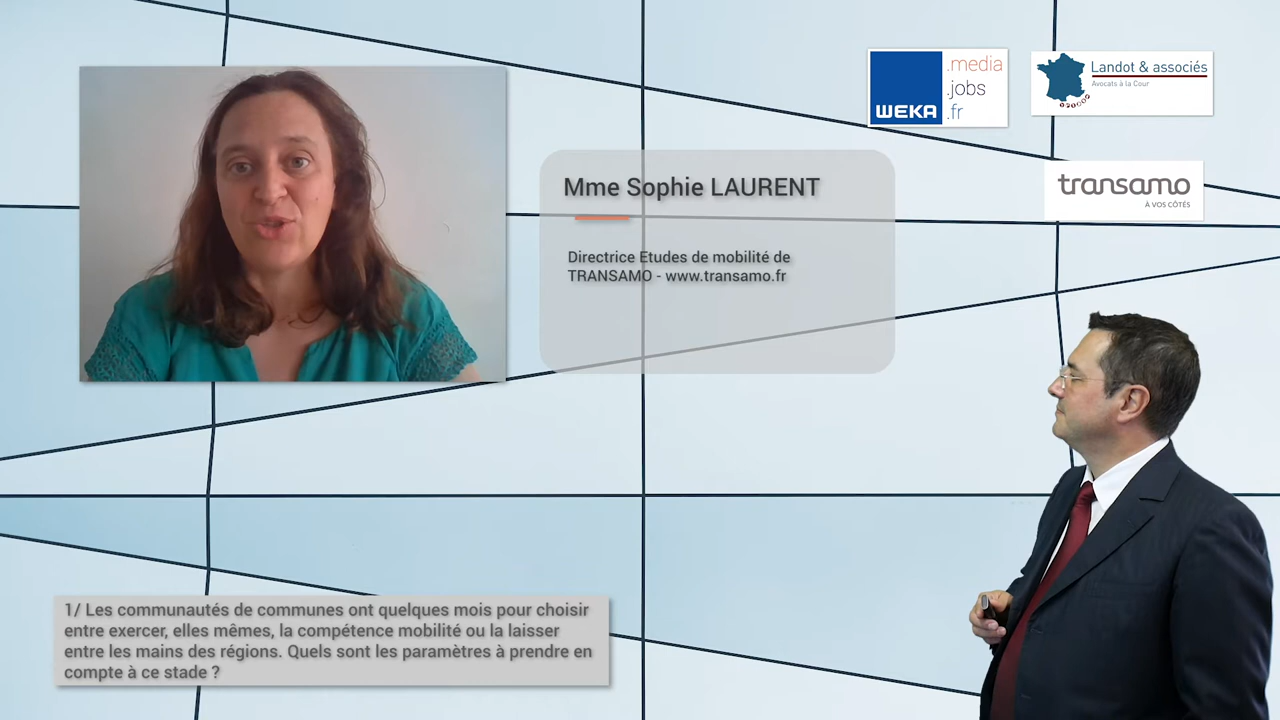 WEKA
.media
.jobs
.fr
Landot & associés
Avocats à la Cour
transamo
À VOS CÔTÉS
Mme Sophie LAURENT
Directrice Etudes de mobilité de
TRANSAMO - www.transamo.fr
1/ Les communautés de communes ont quelques mois pour choisir
entre exercer, elles mêmes, la compétence mobilité ou la laisser
entre les mains des régions. Quels sont les paramètres à prendre en
compte à ce stade ?